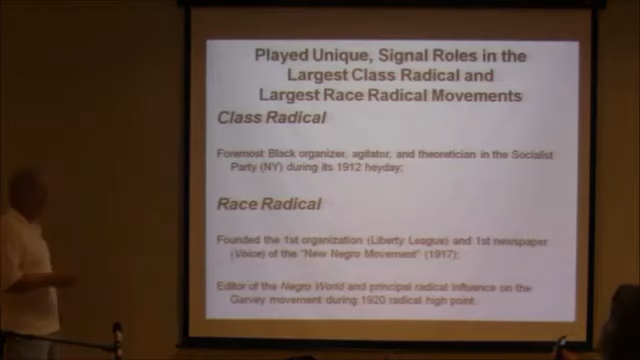 Played Unique, Signal Roles in the
Largest Class Radical and
Largest Race Radical Movements
Class Radical
Foremost Black organizer, agitator, and theoretician in the Socialist
Party (NY) during its 1912 heyday;
Race Radical
Founded the 1st organization (Liberty League) and 1st newspaper
(Voice) of the "New Negro Movement" (1917);
Editor of the Negro World and principal radical influence on the
Garvey movement during 1920 radical high point.